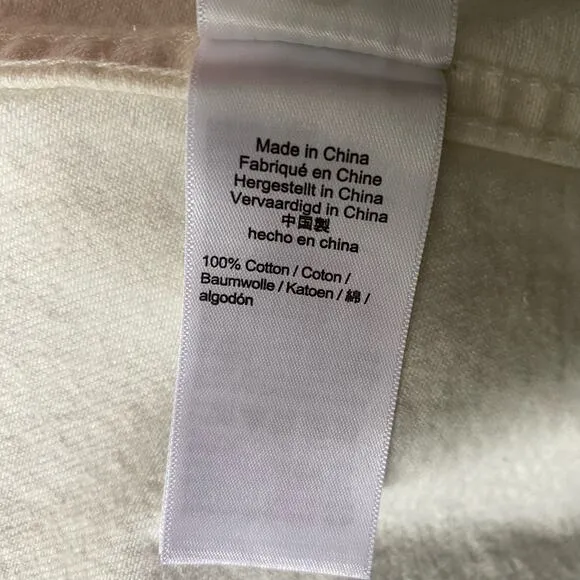 Made in China
Fabriqué en Chine
Hergestellt in China
Vervaardigd in China
中国製
hecho en china
100% Cotton / Coton /
Baumwolle / Katoen / 綿 /
algodón